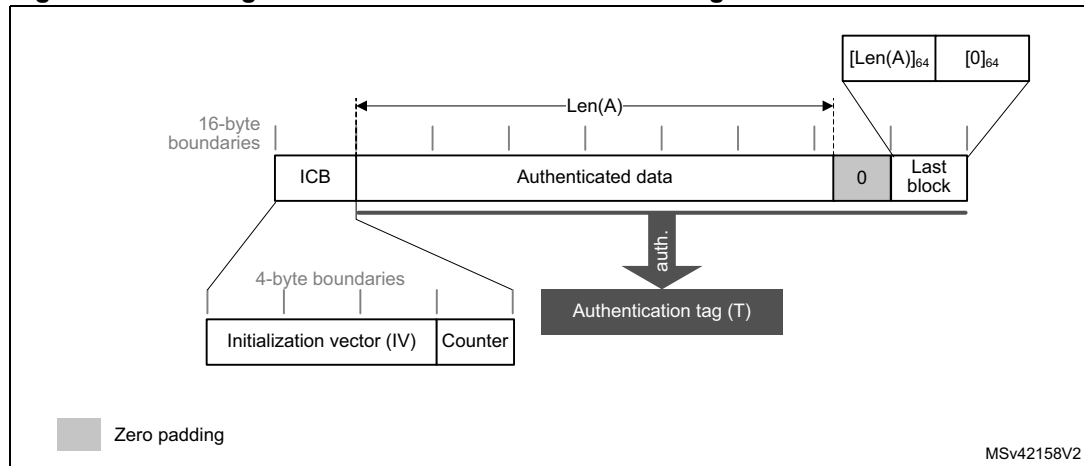 [Len(A)]₆₄ [0]₆₄
Len(A)
16-byte
boundaries
ICB
Authenticated data
0
Last
block
auth.
4-byte boundaries
Authentication tag (T)
Initialization vector (IV)
Counter
Zero padding
MSv42158V2